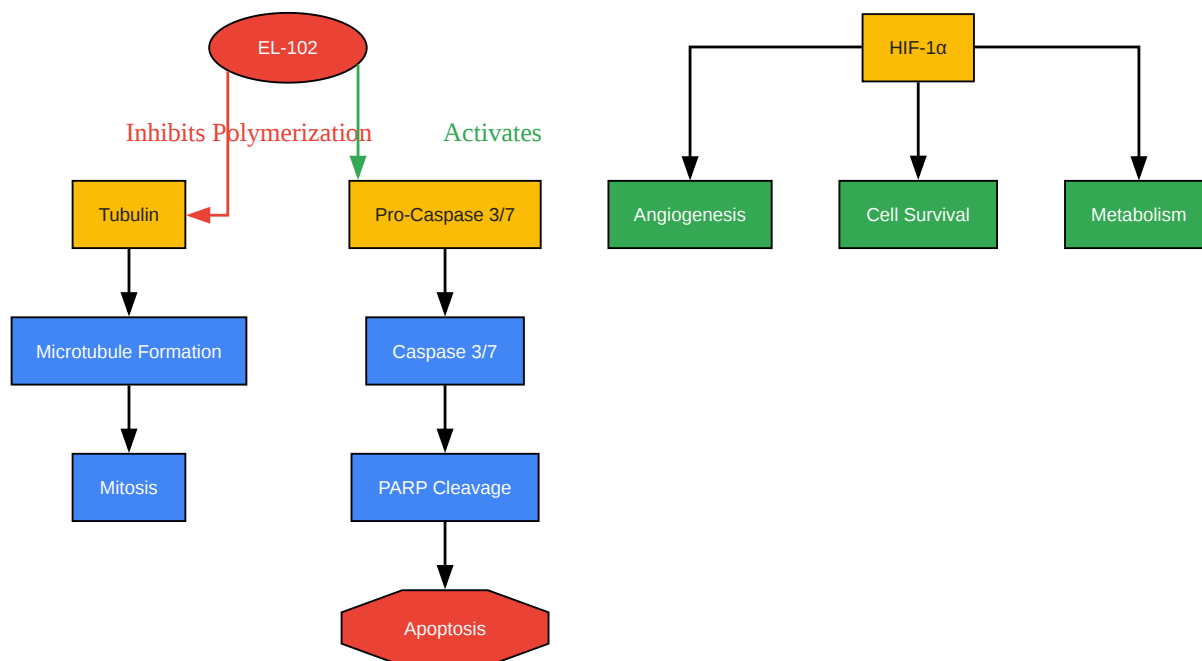 EL-102
HIF-1α
Inhibits Polymerization
Activates
Tubulin
Pro-Caspase 3/7
Angiogenesis
Cell Survival
Metabolism
Microtubule Formation
Caspase 3/7
Mitosis
PARP Cleavage
Apoptosis